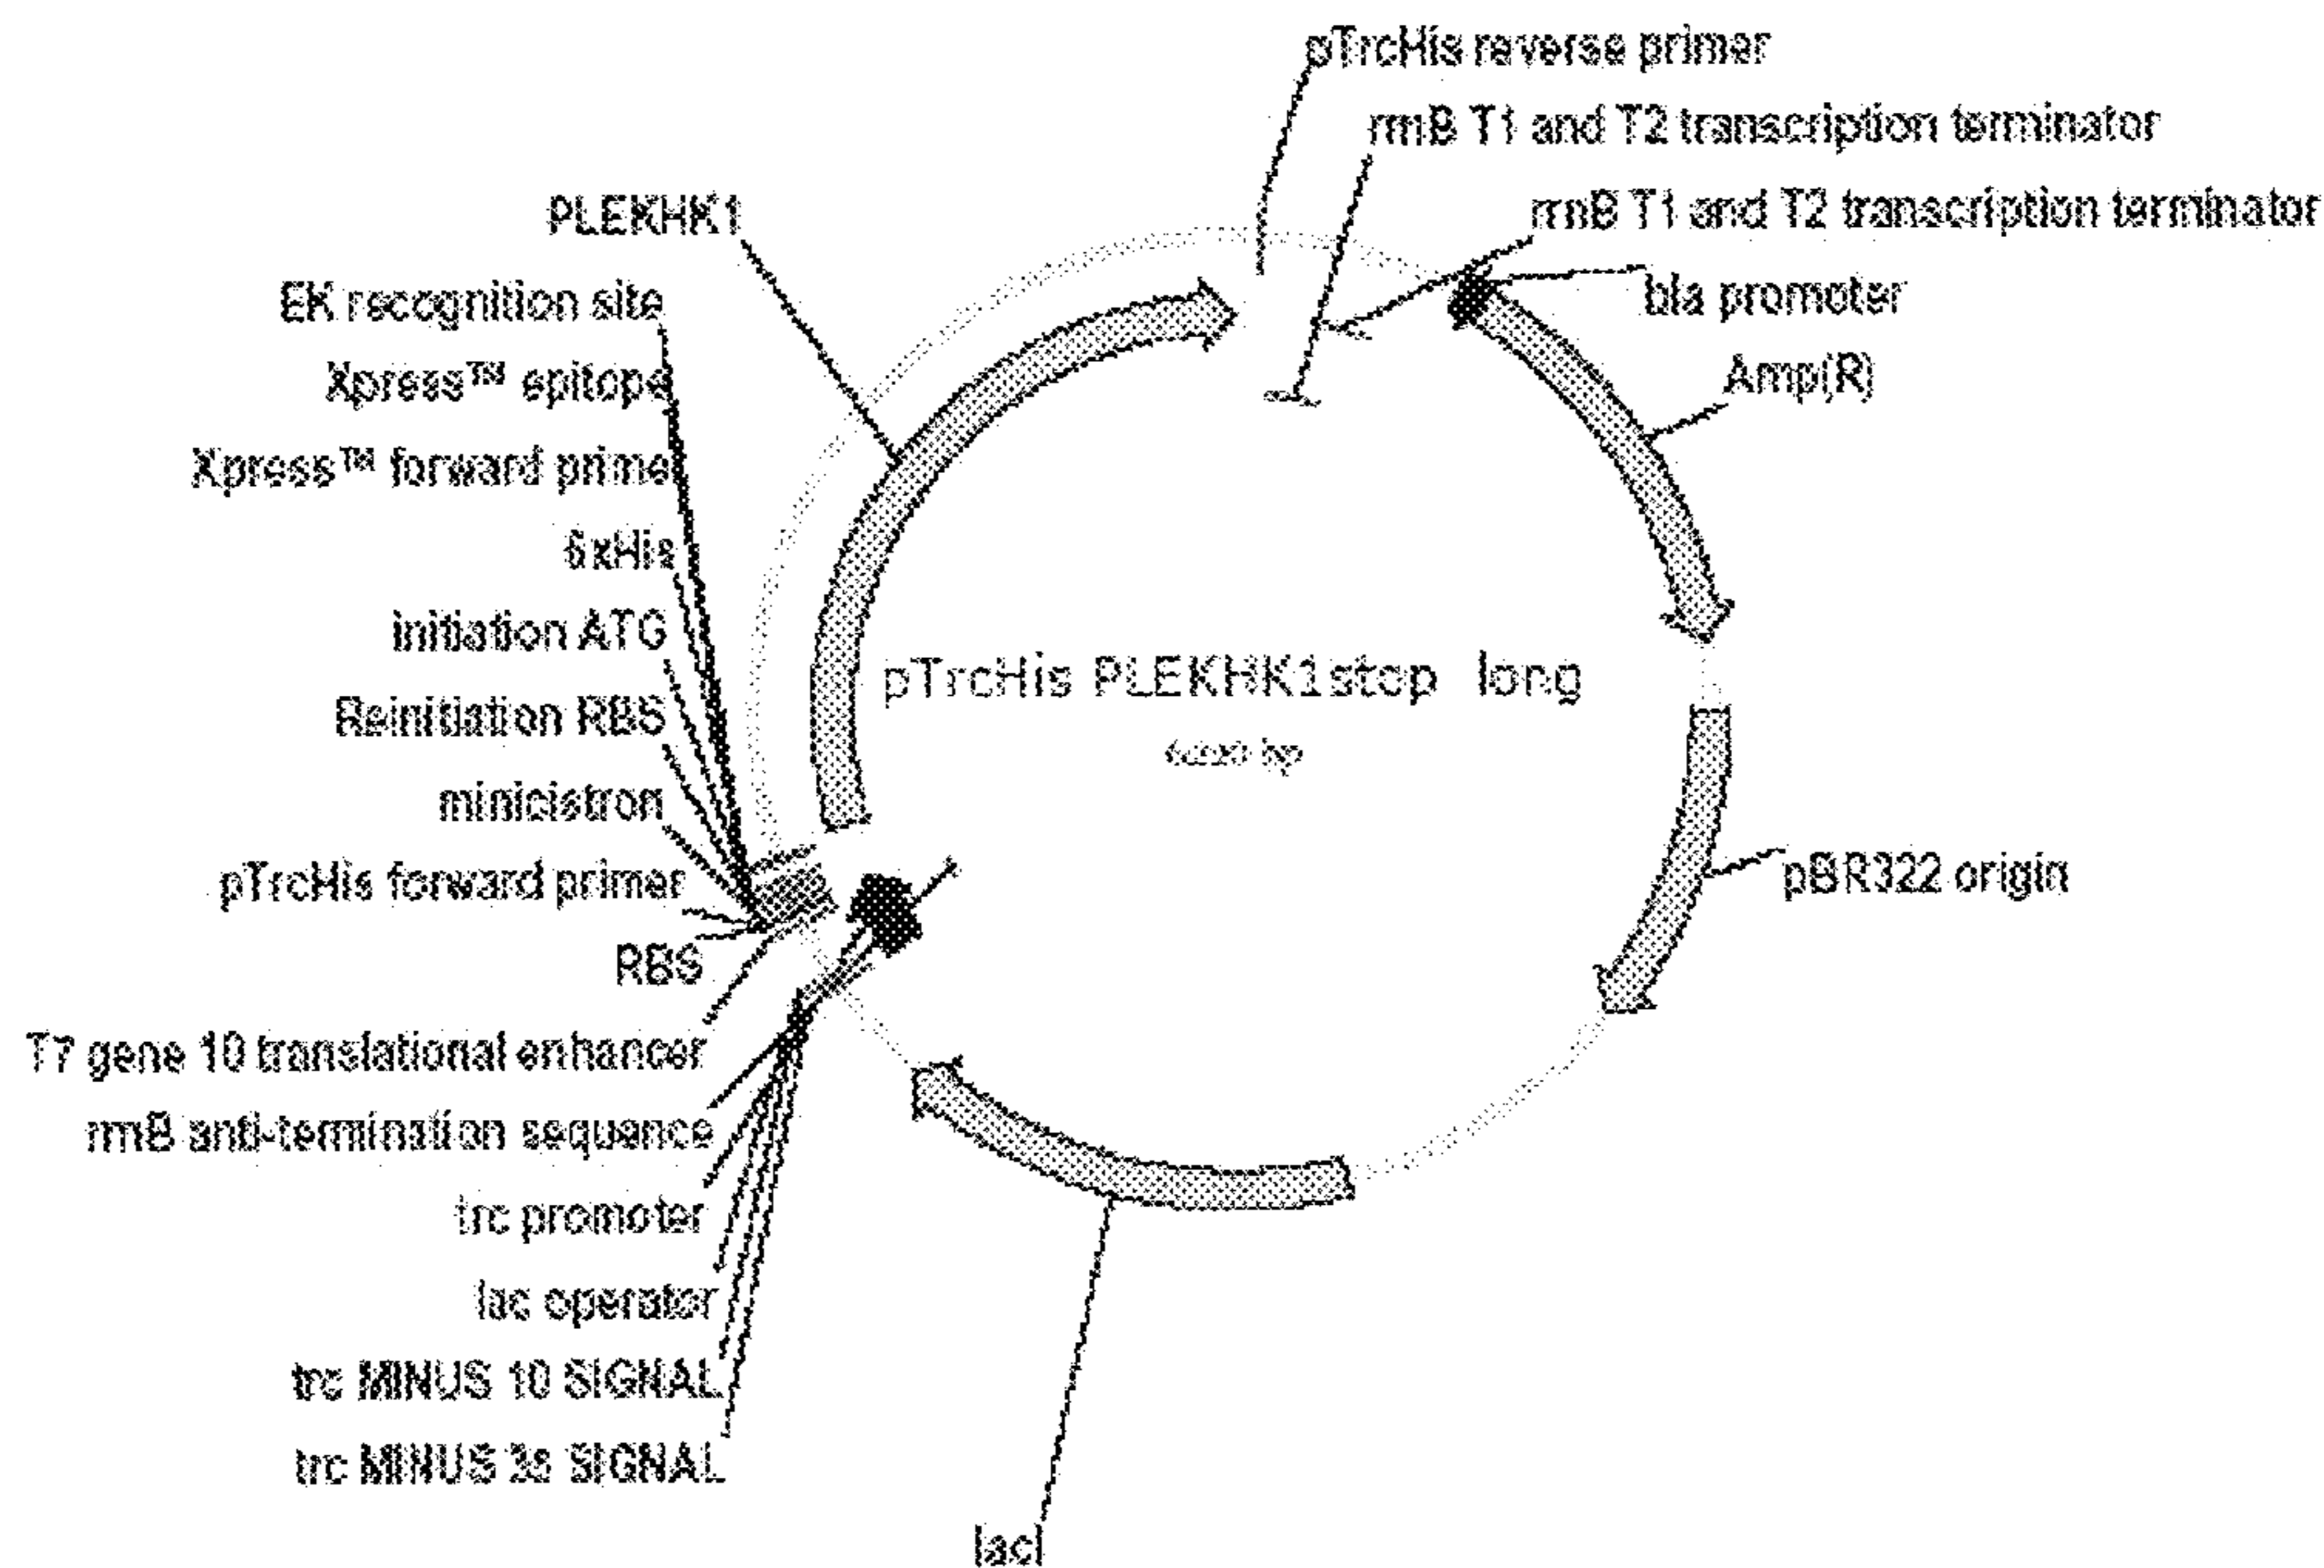 pTrcHis reverse primer
rrnB T1 and T2 transcription terminator
rrnB T1 and T2 transcription terminator
PLEKHK1
bla promoter
EK recognition site
Amp(R)
Xpress™ epitope
Xpress™ forward prime
6xHis
initiation ATG
pTrcHis PLEKHK1stop long
Reinitiation RBS
bp
minicistron
pTrcHis forward primer
pBR322 origin
RBS
T7 gene 10 translational enhancer
rrnB anti-termination sequence
trc promoter
lac operator
trc MINUS 10 SIGNAL
trc MINUS SIGNAL
lacI